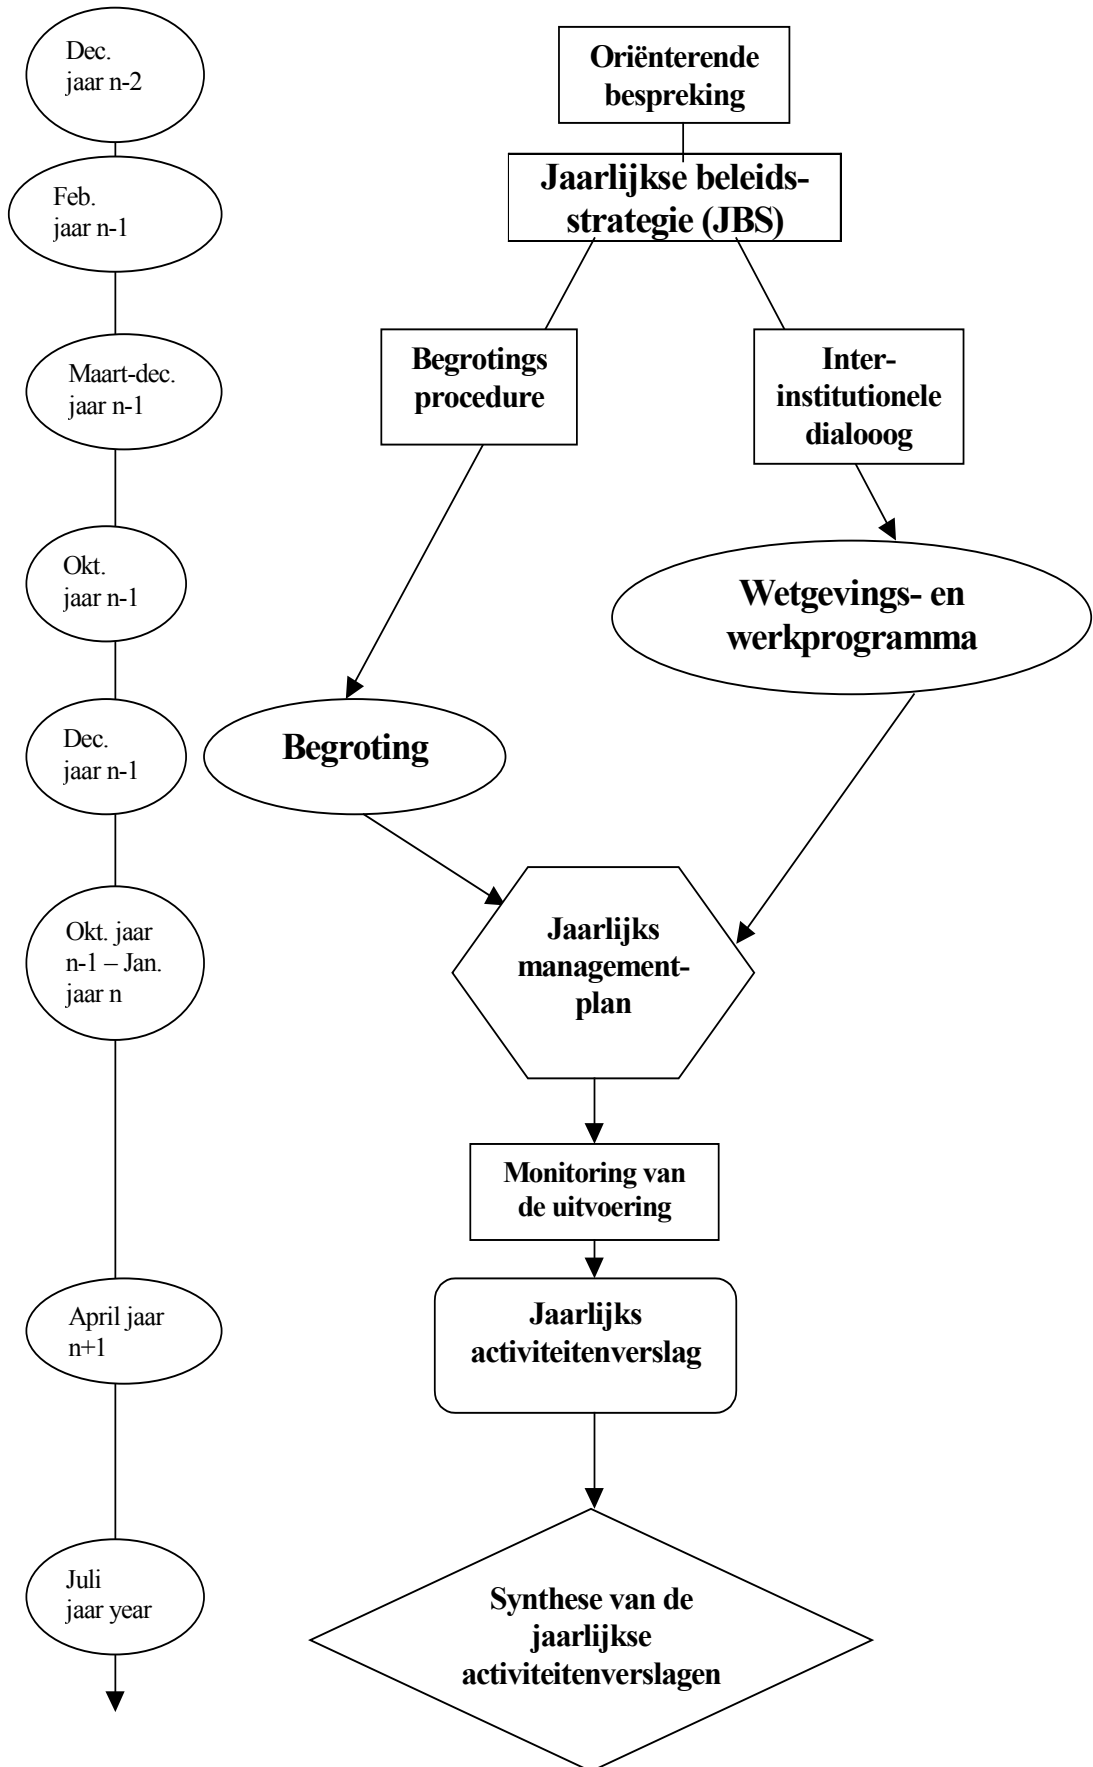 Dec.
jaar n-2
Oriënterende
bespreking
Feb.
jaar n-1
Jaarlijkse beleids-
strategie (JBS)
Maart-dec.
jaar n-1
Begrotings
procedure
Inter-
institutionele
dialooog
Okt.
jaar n-1
Wetgevings- en
werkprogramma
Dec.
jaar n-1
Begroting
Okt. jaar
n-1 – Jan.
jaar n
Jaarlijks
management-
plan
Monitoring van
de uitvoering
April jaar
n+1
Jaarlijks
activiteitenverslag
Juli
jaar year
Synthese van de
jaarlijkse
activiteitenverslagen